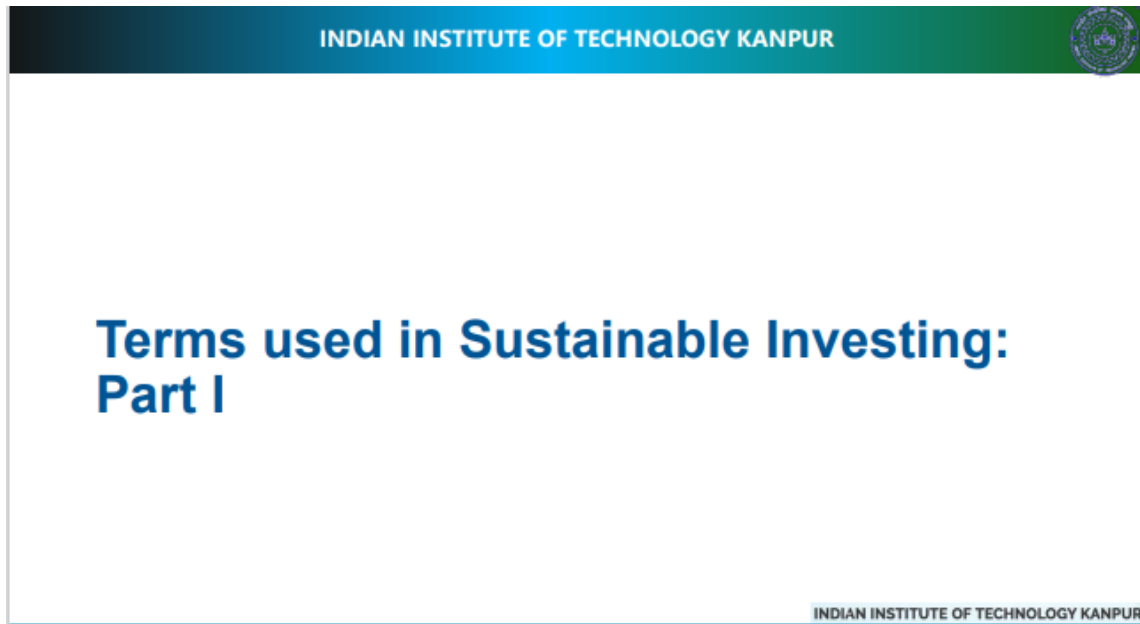 INDIAN INSTITUTE OF TECHNOLOGY KANPUR
Terms used in Sustainable Investing:
Part I
INDIAN INSTITUTE OF TECHNOLOGY KANPUR